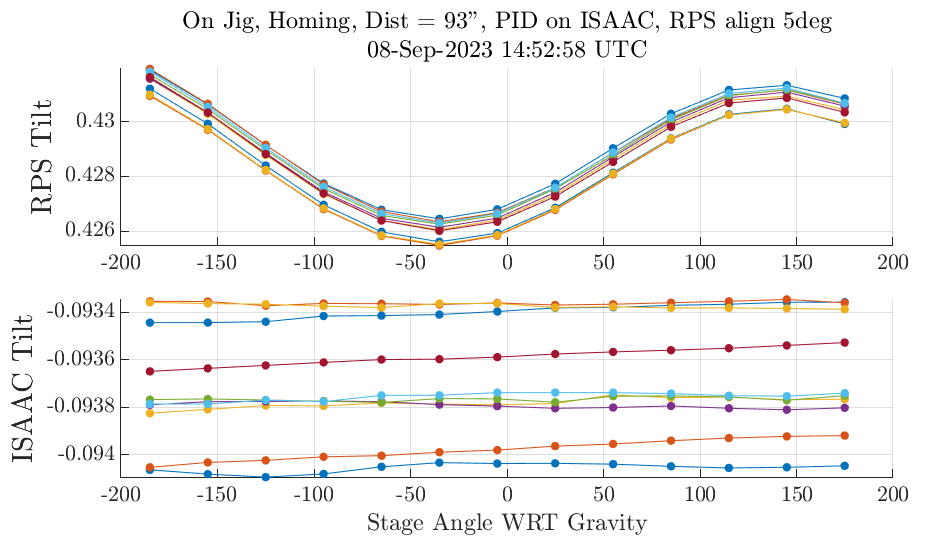 On Jig, Homing, Dist = 93”, PID on ISAAC, RPS align 5deg
08-Sep-2023 14:52:58 UTC
RPS Tilt
0.43
0.428
0.426
-200 -150 -100 -50 0 50 100 150 200
ISAAC Tilt
-0.0934
-0.0936
-0.0938
-0.094
-200 -150 -100 -50 0 50 100 150 200
Stage Angle WRT Gravity